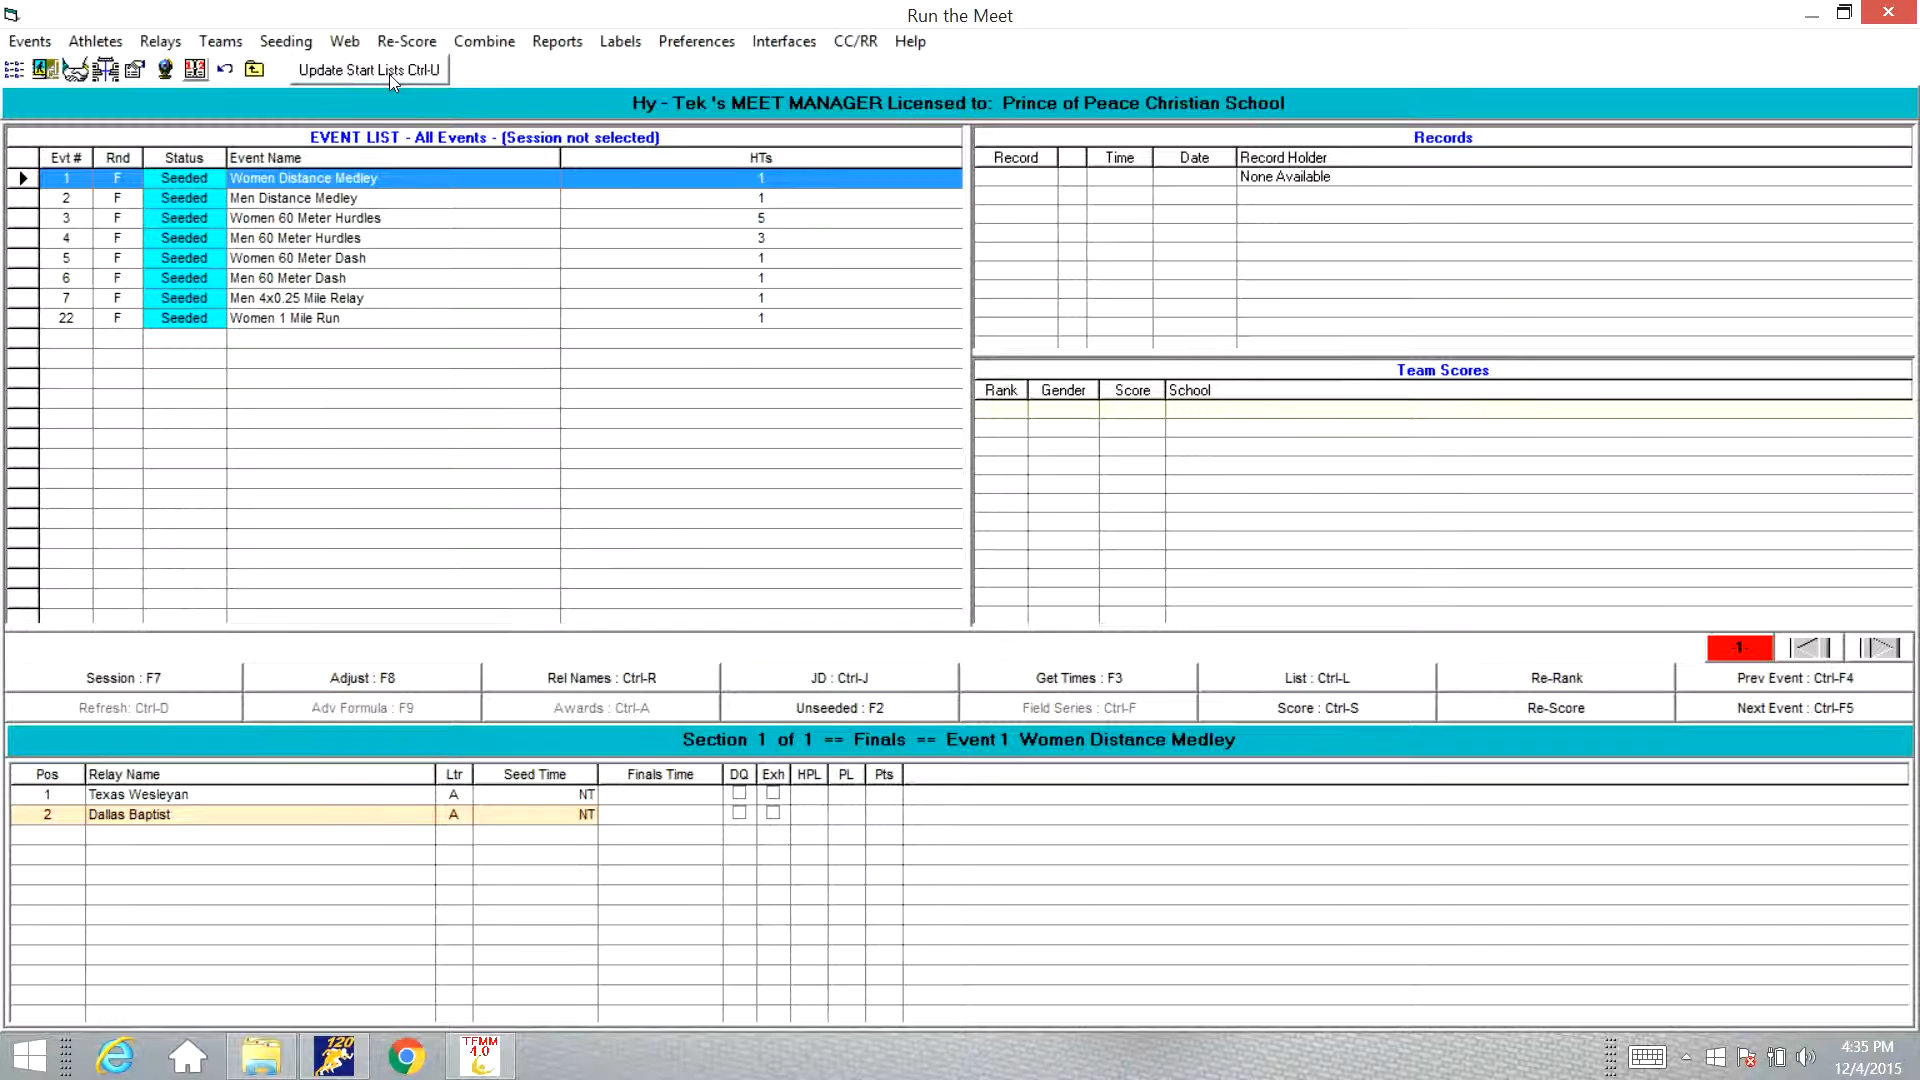 Run the Meet
Events Athletes Relays Teams Seeding Web Re-Score Combine Reports Labels Preferences Interfaces CC/RR Help
Update Start Lists Ctrl-U
Hy - Tek 's MEET MANAGER Licensed to: Prince of Peace Christian School
EVENT LIST - All Events - (Session not selected)
Evt # Rnd Status Event Name HTs
1 F Seeded Women Distance Medley 1
2 F Seeded Men Distance Medley 1
3 F Seeded Women 60 Meter Hurdles 5
4 F Seeded Men 60 Meter Hurdles 3
5 F Seeded Women 60 Meter Dash 1
6 F Seeded Men 60 Meter Dash 1
7 F Seeded Men 4x0.25 Mile Relay 1
22 F Seeded Women 1 Mile Run 1
Records
Record Time Date Record Holder
None Available
Team Scores
Rank Gender Score School
-1-
Session : F7 Adjust : F8 Rel Names : Ctrl-R JD : Ctrl-J Get Times : F3 List : Ctrl-L Re-Rank Prev Event : Ctrl-F4
Refresh: Ctrl-D Adv Formula : F9 Awards : Ctrl-A Unseeded : F2 Field Series : Ctrl-F Score : Ctrl-S Re-Score Next Event : Ctrl-F5
Section 1 of 1 == Finals == Event 1 Women Distance Medley
Pos Relay Name Ltr Seed Time Finals Time DQ Exh HPL PL Pts
1 Texas Wesleyan A NT
2 Dallas Baptist A NT
120
TFMM
4.0
4:35 PM
12/4/2015